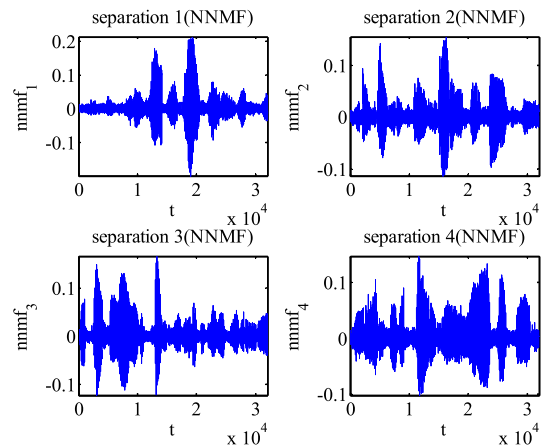 separation 1(NNMF)
0.2
0.1
0
-0.1
nnmf1
0 1 2 3
t
x 10^4
separation 2(NNMF)
0.1
0
-0.1
nnmf2
0 1 2 3
t
x 10^4
separation 3(NNMF)
0.1
0
-0.1
nnmf3
0 1 2 3
t
x 10^4
separation 4(NNMF)
0.1
0
-0.1
nnmf4
0 1 2 3
t
x 10^4